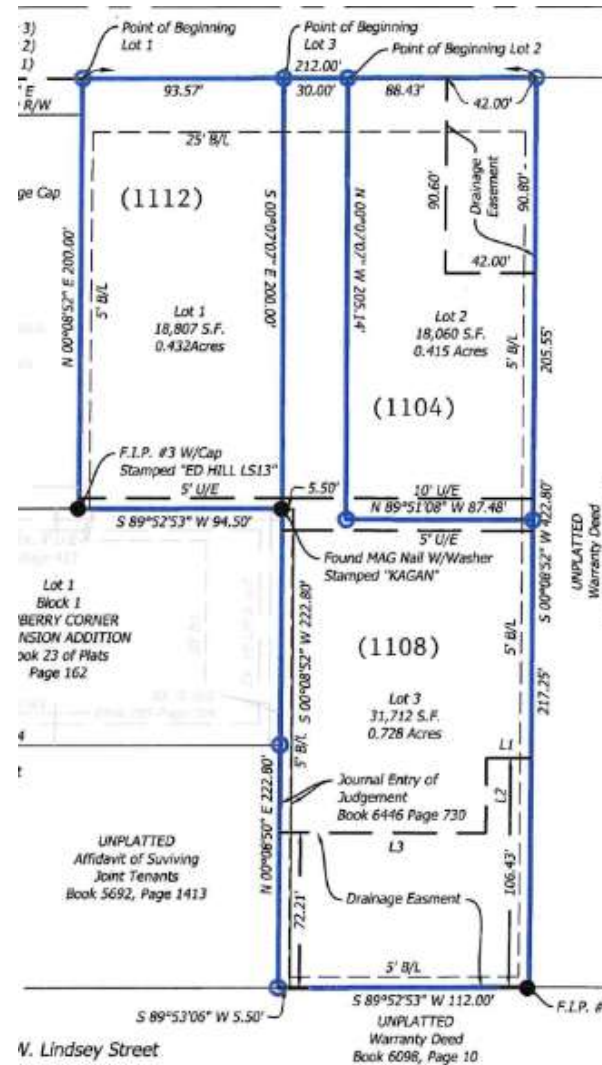 3)
2)
1)
' E
R/W
Point of Beginning
Lot 1
Point of Beginning
Lot 3
212.00'
Point of Beginning Lot 2
93.57'
30.00'
88.43'
42.00'
25' B/L
ge Cap
(1112)
N 00°08'52" E 200.00'
5' B/L
S 00°07'07" E 200.00'
N 00°07'07" W 205.14'
90.60'
Drainage
Easement
90.80'
42.00'
Lot 1
18,807 S.F.
0.432Acres
Lot 2
18,060 S.F.
0.415 Acres
5' B/L
205.55'
(1104)
F.I.P. #3 W/Cap
Stamped "ED HILL LS13"
5' U/E
5.50'
10' U/E
N 89°51'08" W 87.48'
S 89°52'53" W 94.50'
5' U/E
Found MAG Nail W/Washer
Stamped "KAGAN"
S 00°08'52" W 422.80'
UNPLATTED
Warranty Deed
Lot 1
Block 1
BERRY CORNER
NSION ADDITION
ook 23 of Plats
Page 162
S 00°08'52" W 222.80'
5' B/L
(1108)
5' B/L
Lot 3
31,712 S.F.
0.728 Acres
217.25'
L1
L2
L3
Journal Entry of
Judgement
Book 6446 Page 730
N 00°06'50" E 222.80'
UNPLATTED
Affidavit of Suviving
Joint Tenants
Book 5692, Page 1413
72.21'
Drainage Easment
106.43'
5' B/L
S 89°52'53" W 112.00'
S 89°53'06" W 5.50'
F.I.P. #
UNPLATTED
Warranty Deed
Book 6098, Page 10
W. Lindsey Street